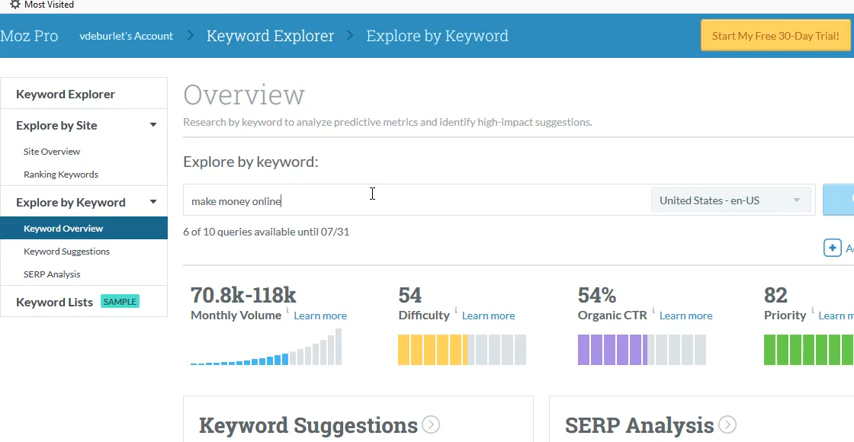 Most Visited
Moz Pro vdeburlet's Account > Keyword Explorer > Explore by Keyword Start My Free 30-Day Trial!
Keyword Explorer
Explore by Site
Site Overview
Ranking Keywords
Explore by Keyword
Keyword Overview
Keyword Suggestions
SERP Analysis
Keyword Lists SAMPLE
Overview
Research by keyword to analyze predictive metrics and identify high-impact suggestions.
Explore by keyword:
make money online United States - en-US
6 of 10 queries available until 07/31
70.8k-118k 54 54% 82
Monthly Volume i Learn more Difficulty i Learn more Organic CTR i Learn more Priority i Learn
Keyword Suggestions SERP Analysis